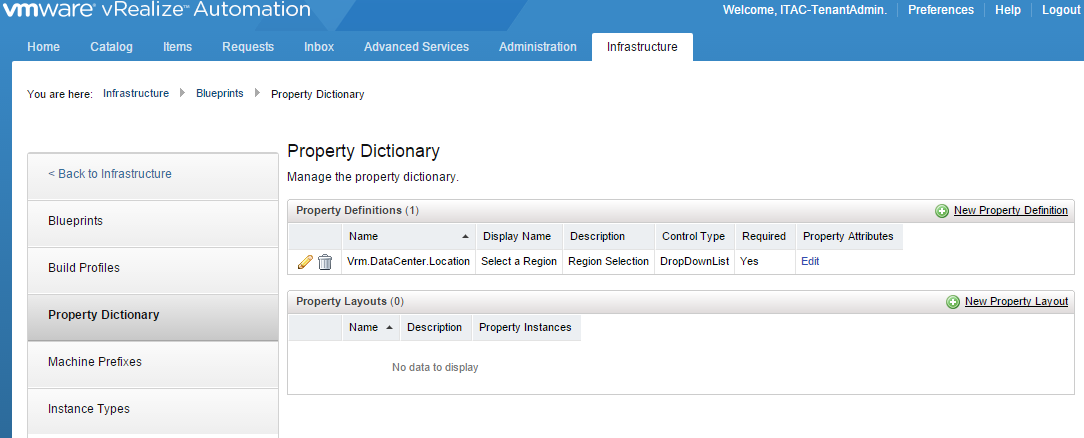 vmware vRealize™ Automation
Welcome, ITAC-TenantAdmin. Preferences Help Logout
Home Catalog Items Requests Inbox Advanced Services Administration Infrastructure
You are here: Infrastructure Blueprints Property Dictionary
< Back to Infrastructure
Blueprints
Build Profiles
Property Dictionary
Machine Prefixes
Instance Types
Property Dictionary
Manage the property dictionary.
Property Definitions (1) New Property Definition
Name Display Name Description Control Type Required Property Attributes
Vrm.DataCenter.Location Select a Region Region Selection DropDownList Yes Edit
Property Layouts (0) New Property Layout
Name Description Property Instances
No data to display